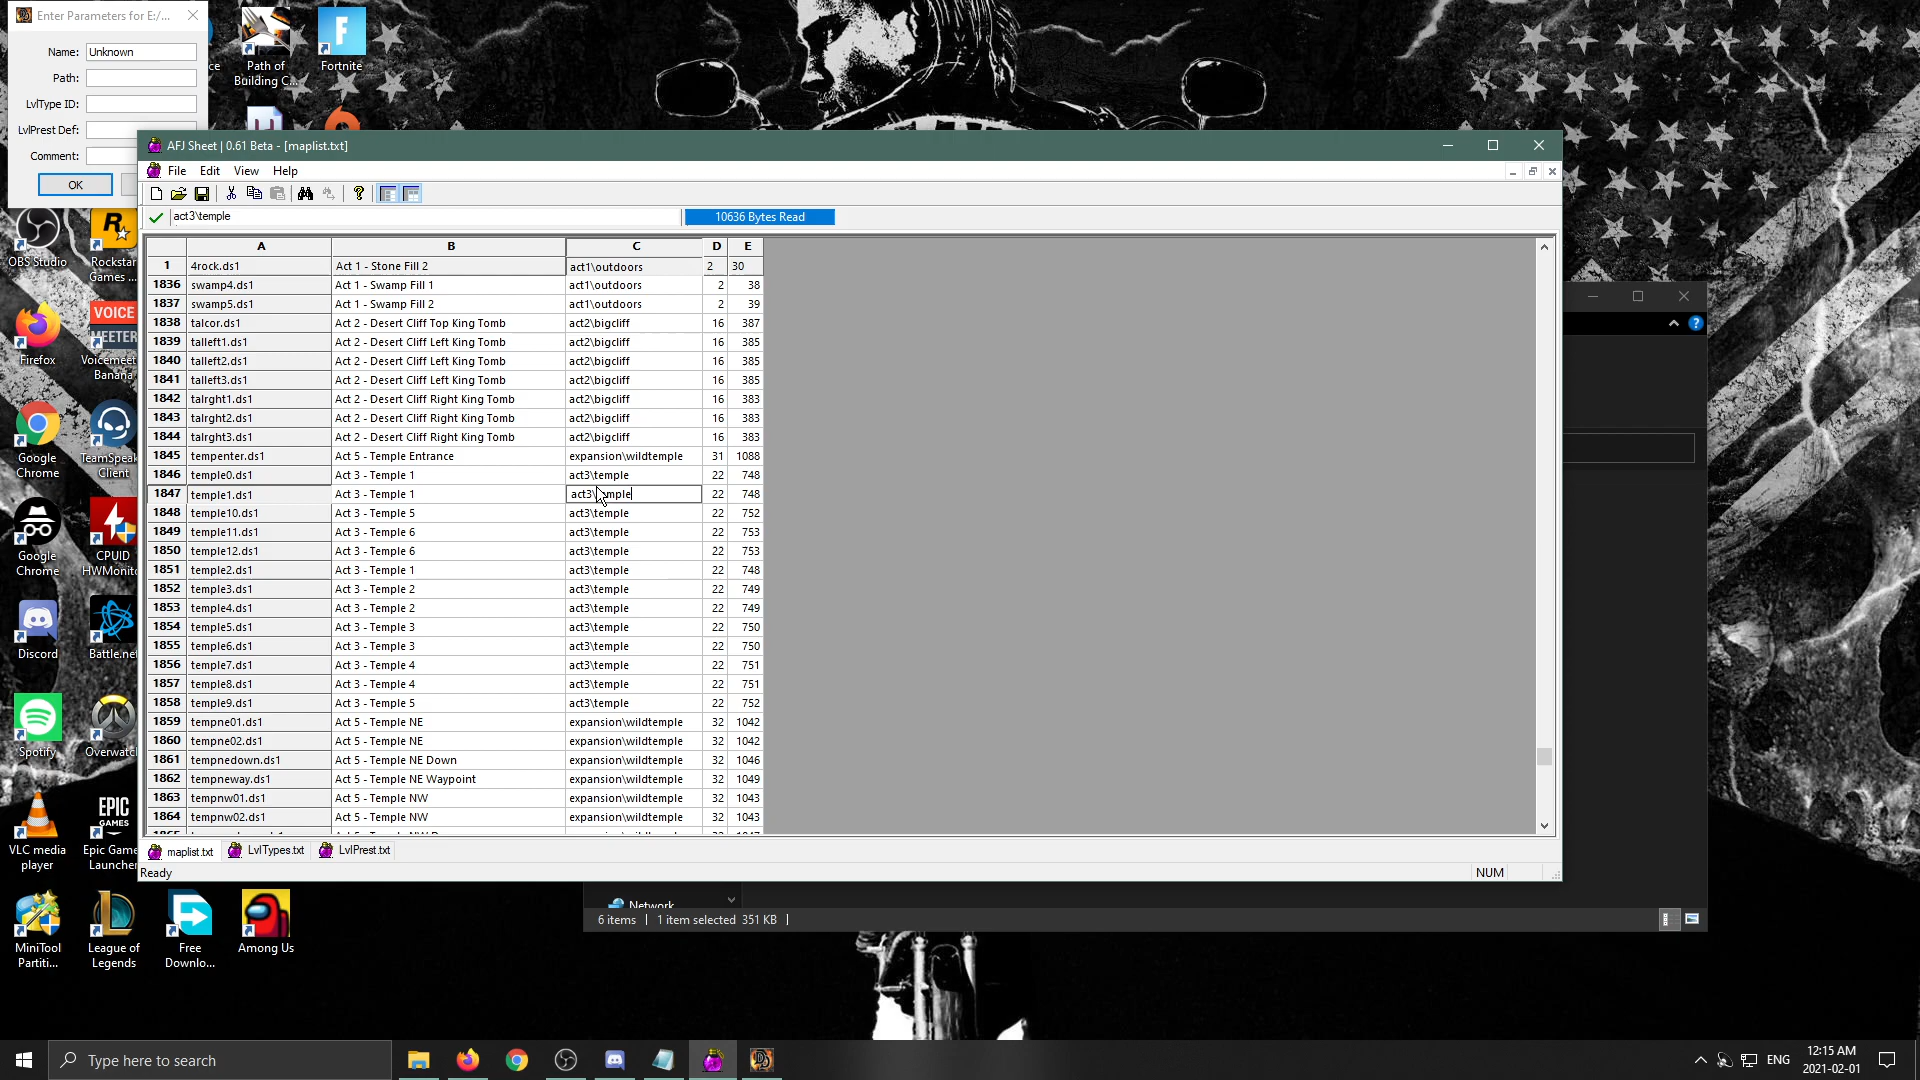 Enter Parameters for E:/...
Name: Unknown
Path:
LvlType ID:
LvlPrest Def:
Comment:
OK
Path of
Building C...
Fortnite
ce
OBS Studio
Rockstar
Games ...
Firefox
VOICE
MEETER
Voicemeet
Banana
Google
Chrome
TeamSpeak
Client
Google
Chrome
CPUID
HWMonit
Discord
Battle.net
Spotify
Overwatc
VLC media
player
EPIC
GAMES
Epic Game
Launcher
MiniTool
Partiti...
League of
Legends
Free
Downlo...
Among Us
AFJ Sheet | 0.61 Beta - [maplist.txt]
File Edit View Help
act3\temple
10636 Bytes Read
A B C D E
1 4rock.ds1 Act 1 - Stone Fill 2 act1\outdoors 2 30
1836 swamp4.ds1 Act 1 - Swamp Fill 1 act1\outdoors 2 38
1837 swamp5.ds1 Act 1 - Swamp Fill 2 act1\outdoors 2 39
1838 talcor.ds1 Act 2 - Desert Cliff Top King Tomb act2\bigcliff 16 387
1839 talleft1.ds1 Act 2 - Desert Cliff Left King Tomb act2\bigcliff 16 385
1840 talleft2.ds1 Act 2 - Desert Cliff Left King Tomb act2\bigcliff 16 385
1841 talleft3.ds1 Act 2 - Desert Cliff Left King Tomb act2\bigcliff 16 385
1842 talrght1.ds1 Act 2 - Desert Cliff Right King Tomb act2\bigcliff 16 383
1843 talrght2.ds1 Act 2 - Desert Cliff Right King Tomb act2\bigcliff 16 383
1844 talrght3.ds1 Act 2 - Desert Cliff Right King Tomb act2\bigcliff 16 383
1845 tempenter.ds1 Act 5 - Temple Entrance expansion\wildtemple 31 1088
1846 temple0.ds1 Act 3 - Temple 1 act3\temple 22 748
1847 temple1.ds1 Act 3 - Temple 1 act3\temple 22 748
1848 temple10.ds1 Act 3 - Temple 5 act3\temple 22 752
1849 temple11.ds1 Act 3 - Temple 6 act3\temple 22 753
1850 temple12.ds1 Act 3 - Temple 6 act3\temple 22 753
1851 temple2.ds1 Act 3 - Temple 1 act3\temple 22 748
1852 temple3.ds1 Act 3 - Temple 2 act3\temple 22 749
1853 temple4.ds1 Act 3 - Temple 2 act3\temple 22 749
1854 temple5.ds1 Act 3 - Temple 3 act3\temple 22 750
1855 temple6.ds1 Act 3 - Temple 3 act3\temple 22 750
1856 temple7.ds1 Act 3 - Temple 4 act3\temple 22 751
1857 temple8.ds1 Act 3 - Temple 4 act3\temple 22 751
1858 temple9.ds1 Act 3 - Temple 5 act3\temple 22 752
1859 tempne01.ds1 Act 5 - Temple NE expansion\wildtemple 32 1042
1860 tempne02.ds1 Act 5 - Temple NE expansion\wildtemple 32 1042
1861 tempnedown.ds1 Act 5 - Temple NE Down expansion\wildtemple 32 1046
1862 tempneway.ds1 Act 5 - Temple NE Waypoint expansion\wildtemple 32 1049
1863 tempnw01.ds1 Act 5 - Temple NW expansion\wildtemple 32 1043
1864 tempnw02.ds1 Act 5 - Temple NW expansion\wildtemple 32 1043
maplist.txt LvlTypes.txt LvlPrest.txt
Ready NUM
Network
6 items 1 item selected 351 KB
Type here to search
ENG
12:15 AM
2021-02-01